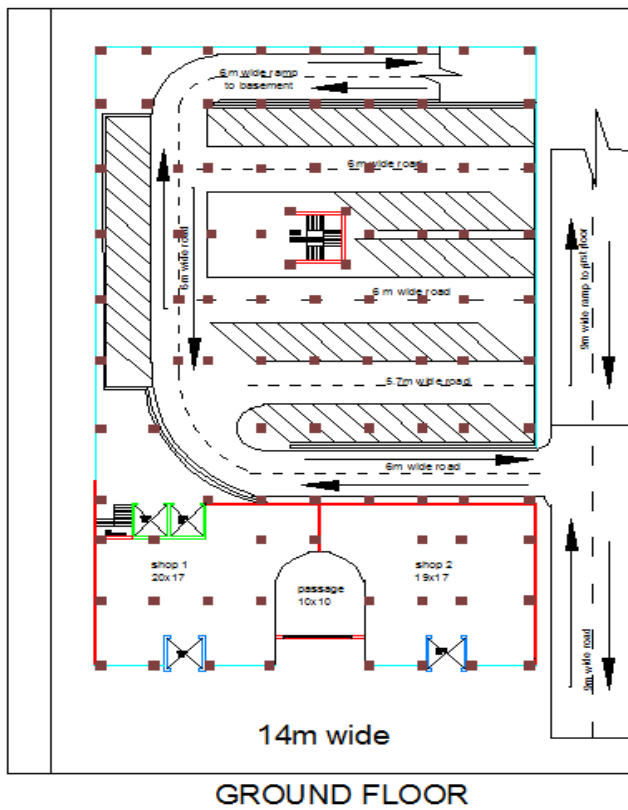 6m wide ramp
to basement
6m wide road
6m wide road
6 m wide road
9m wide ramp to first floor
5.7m wide road
6m wide road
shop 1
20x17
shop 2
19x17
passage
10x10
9m wide road
14m wide
GROUND FLOOR